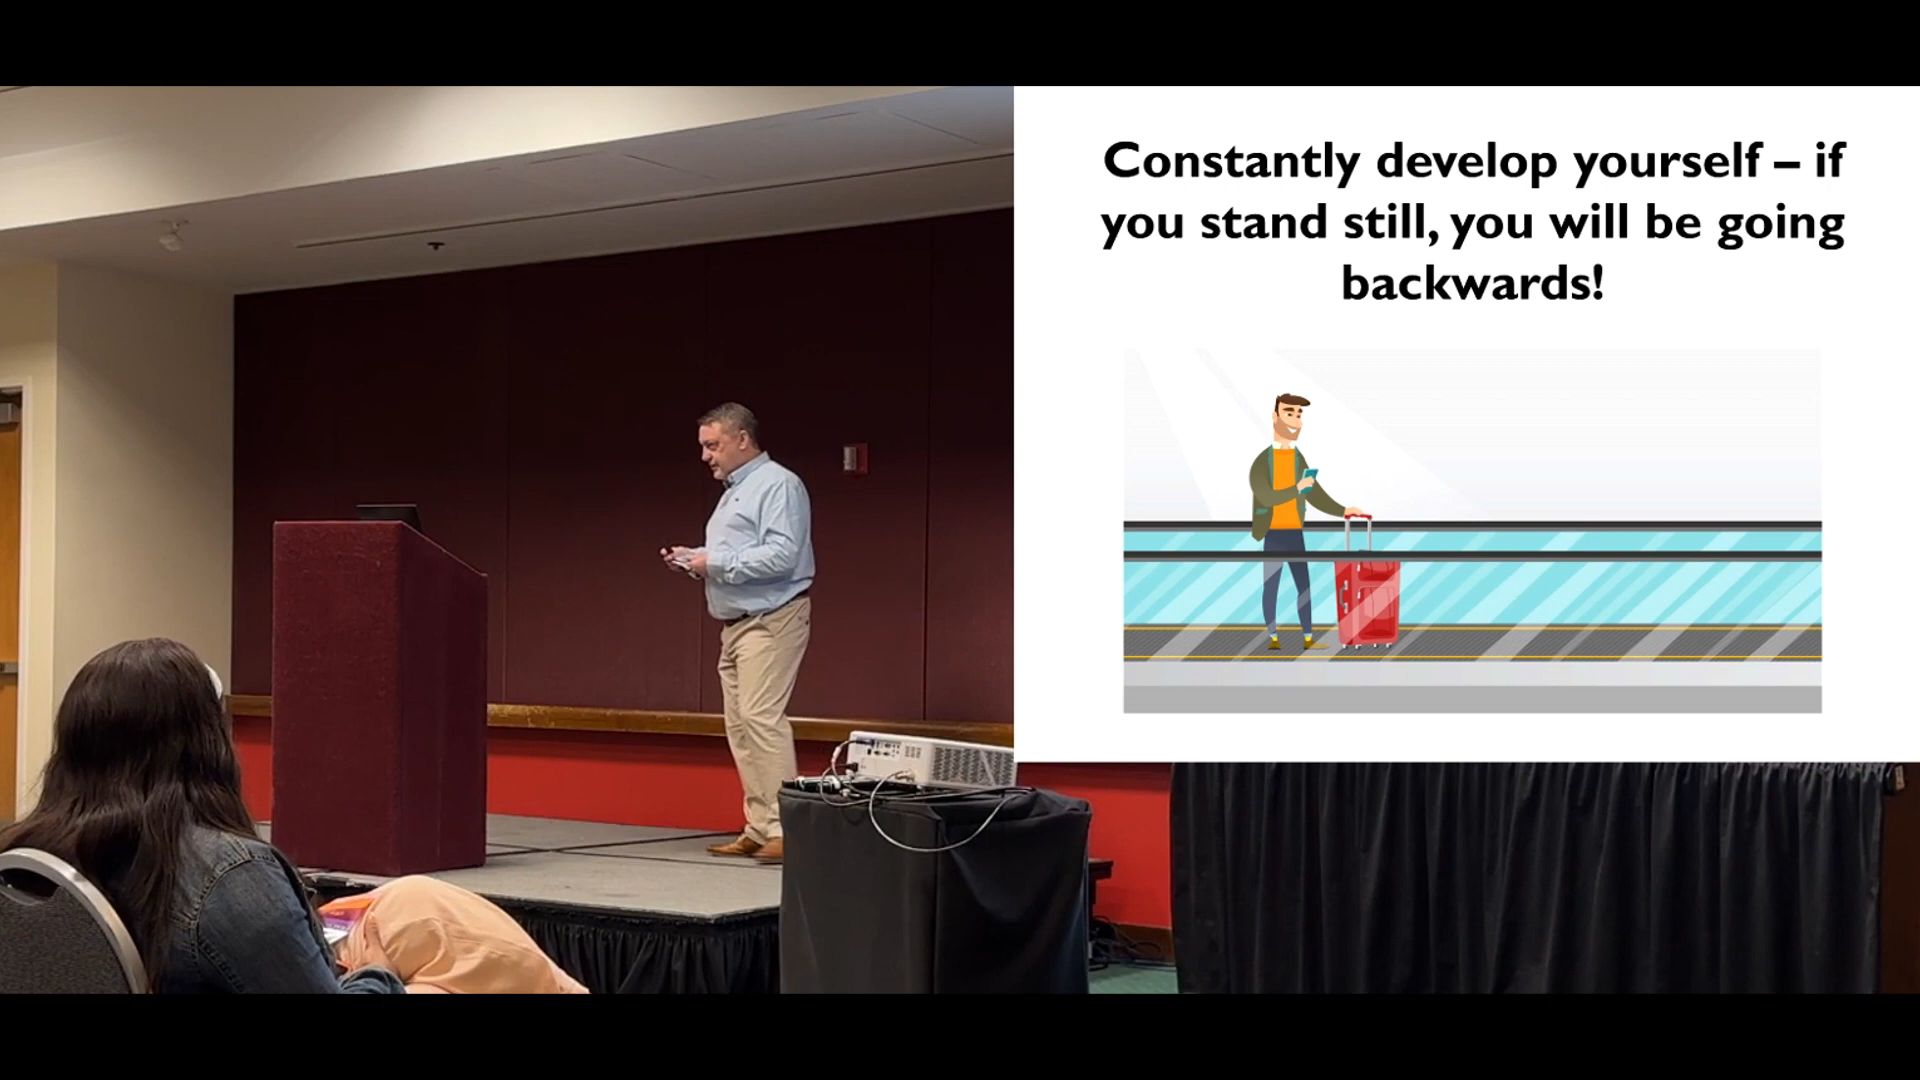 Constantly develop yourself – if
you stand still, you will be going
backwards!